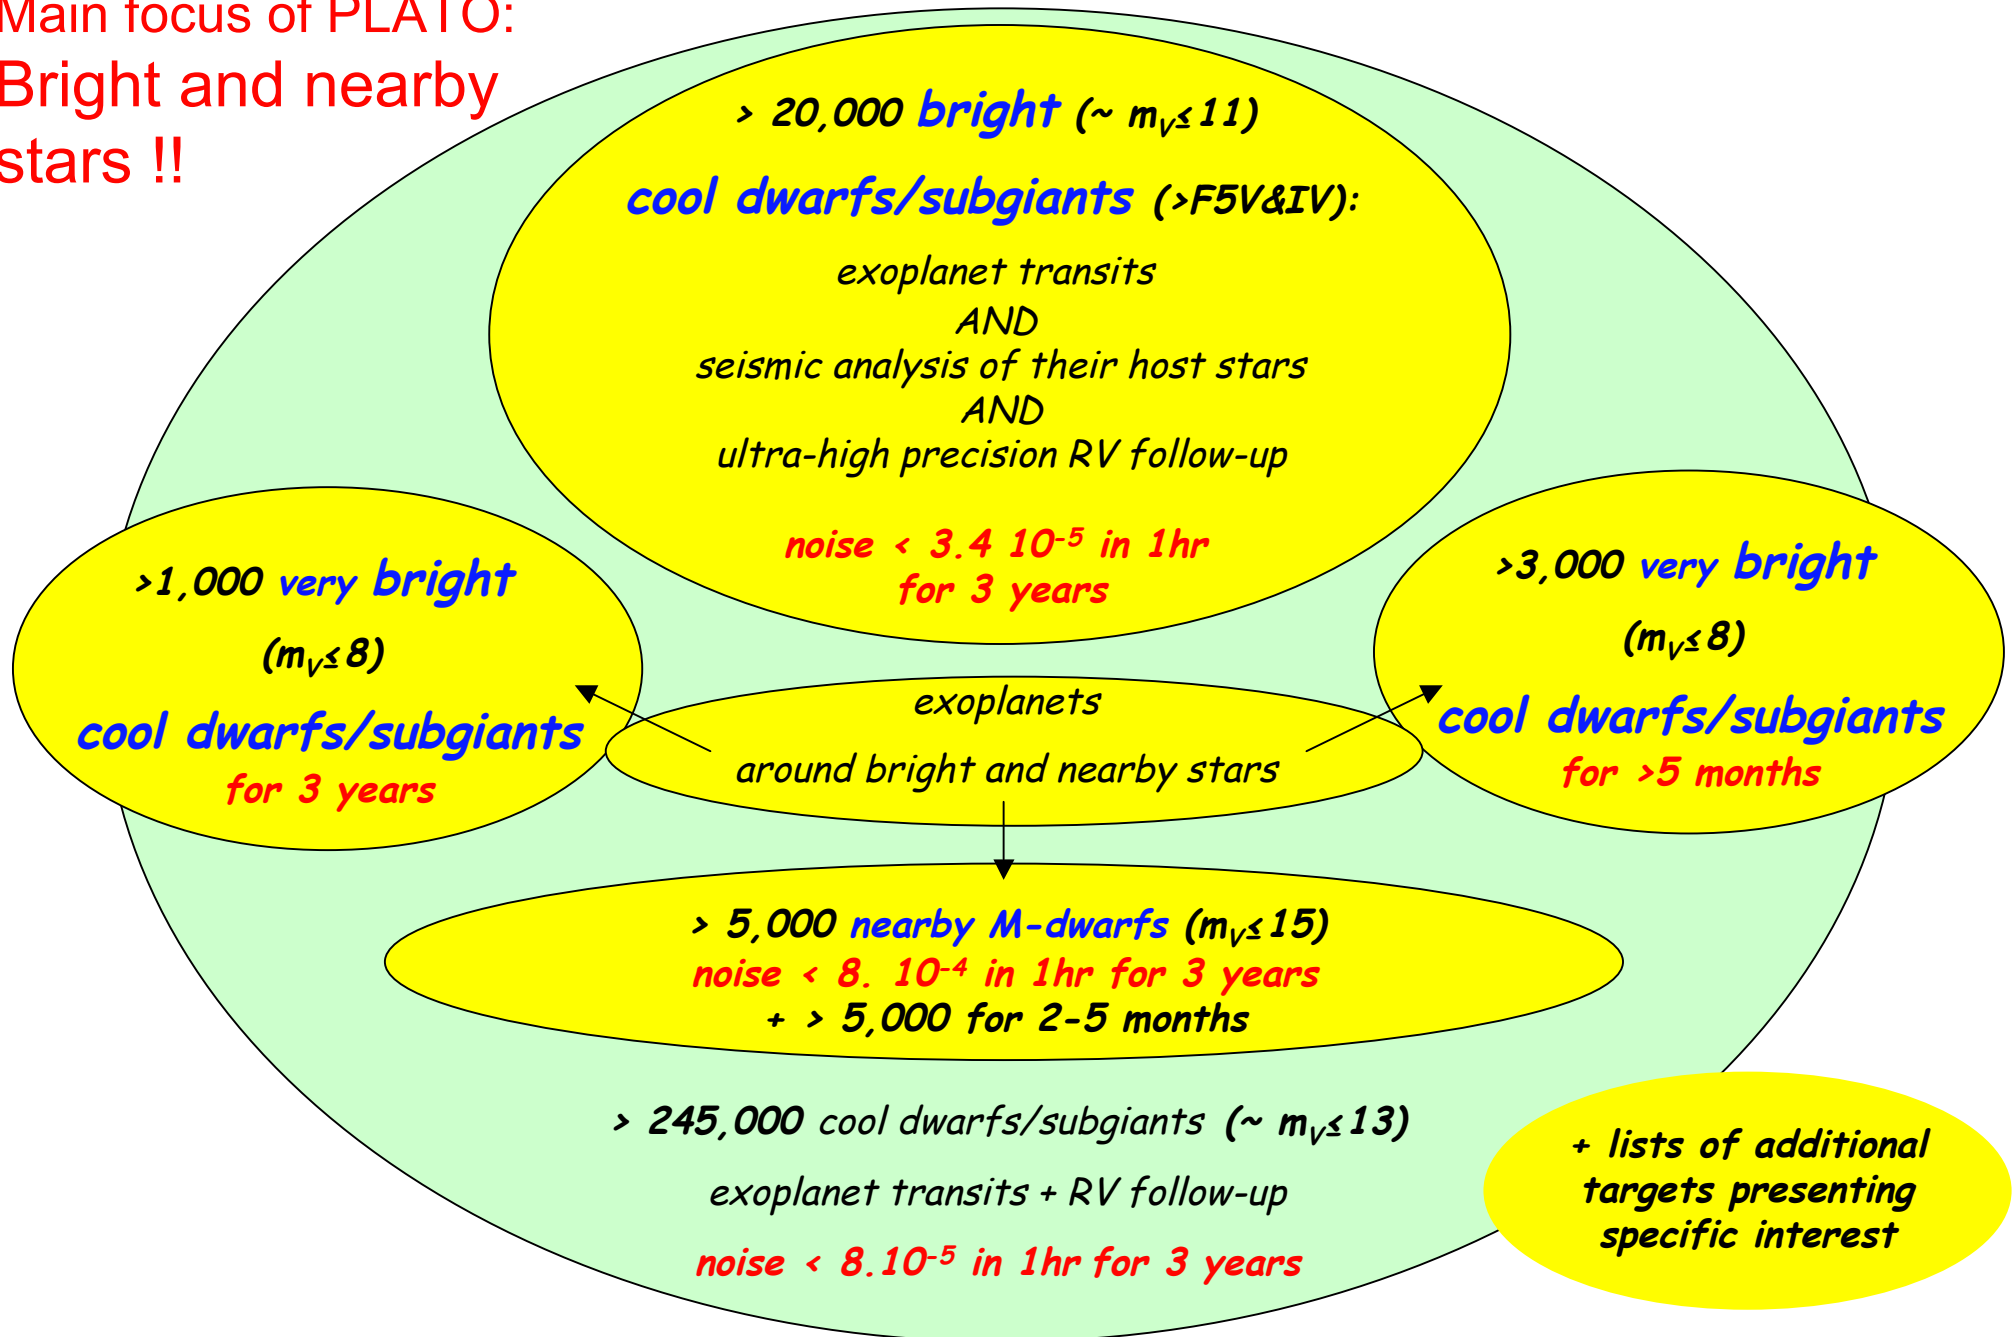 Main focus of PLATO:
Bright and nearby
stars !!
> 20,000 bright (~ mV≤11)
cool dwarfs/subgiants (>F5V&IV):
exoplanet transits
AND
seismic analysis of their host stars
AND
ultra-high precision RV follow-up
noise < 3.4 10-5 in 1hr
for 3 years
>1,000 very bright
(mV≤8)
cool dwarfs/subgiants
for 3 years
>3,000 very bright
(mV≤8)
cool dwarfs/subgiants
for >5 months
exoplanets
around bright and nearby stars
> 5,000 nearby M-dwarfs (mV≤15)
noise < 8. 10-4 in 1hr for 3 years
+ > 5,000 for 2-5 months
> 245,000 cool dwarfs/subgiants (~ mV≤13)
exoplanet transits + RV follow-up
noise < 8.10-5 in 1hr for 3 years
+ lists of additional
targets presenting
specific interest